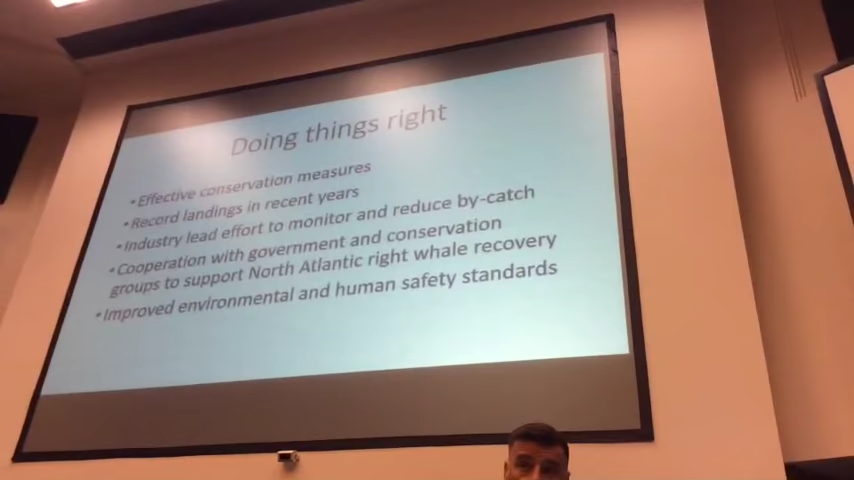 Doing things right
•Effective conservation measures
•Record landings in recent years
•Industry lead effort to monitor and reduce by-catch
•Cooperation with government and conservation
groups to support North Atlantic right whale recovery
•Improved environmental and human safety standards